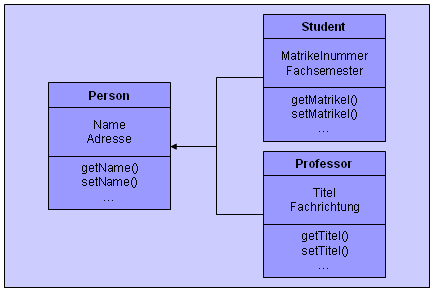 Person
Name
Adresse
getName()
setName()
...
Student
Matrikelnummer
Fachsemester
getMatrikel()
setMatrikel()
...
Professor
Titel
Fachrichtung
getTitel()
setTitel()
...